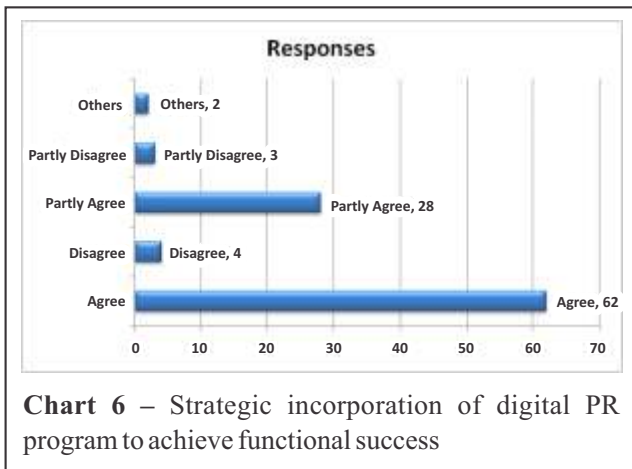 Responses
Others
Others, 2
Partly Disagree
Partly Disagree, 3
Partly Agree
Partly Agree, 28
Disagree
Disagree, 4
Agree
Agree, 62
0 10 20 30 40 50 60 70
Chart 6 – Strategic incorporation of digital PR
program to achieve functional success